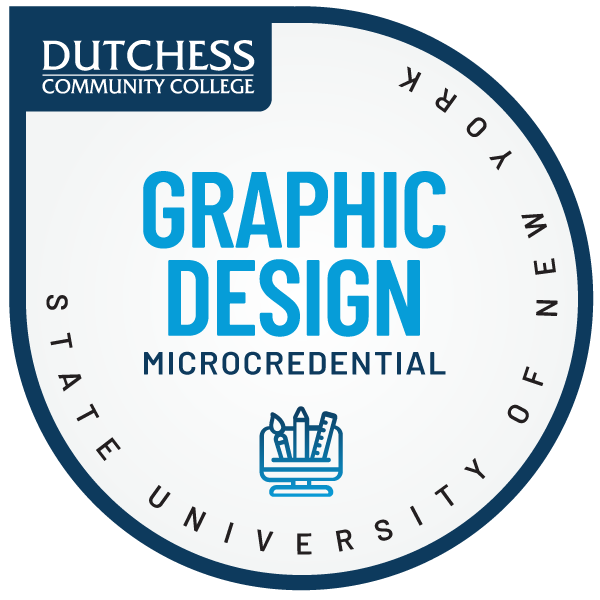 DUTCHESS
COMMUNITY COLLEGE
GRAPHIC
DESIGN
MICROCREDENTIAL
STATE UNIVERSITY OF NEW YORK